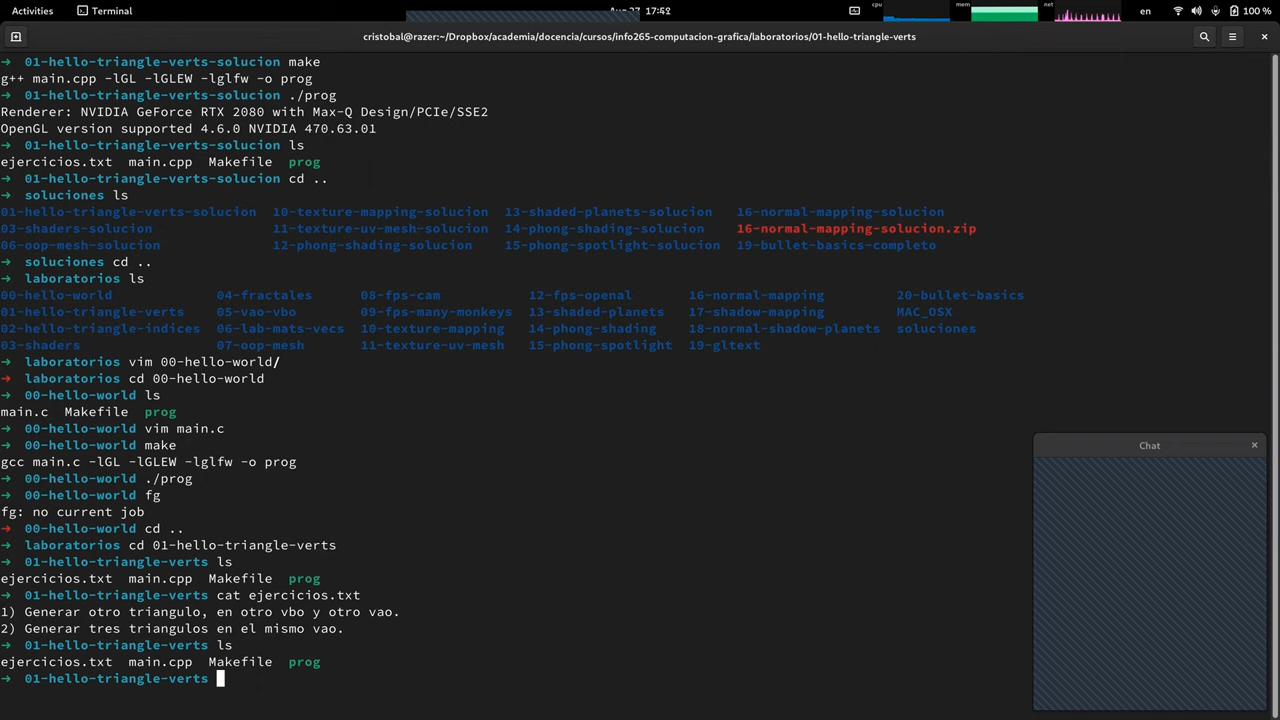 Activities Terminal Aug 27 17:52 cpu mem net en 100 %
cristobal@razer:~/Dropbox/academia/docencia/cursos/info265-computacion-grafica/laboratorios/01-hello-triangle-verts
➜ 01-hello-triangle-verts-solucion make
g++ main.cpp -lGL -lGLEW -lglfw -o prog
➜ 01-hello-triangle-verts-solucion ./prog
Renderer: NVIDIA GeForce RTX 2080 with Max-Q Design/PCIe/SSE2
OpenGL version supported 4.6.0 NVIDIA 470.63.01
➜ 01-hello-triangle-verts-solucion ls
ejercicios.txt main.cpp Makefile prog
➜ 01-hello-triangle-verts-solucion cd ..
➜ soluciones ls
01-hello-triangle-verts-solucion 10-texture-mapping-solucion 13-shaded-planets-solucion 16-normal-mapping-solucion
03-shaders-solucion 11-texture-uv-mesh-solucion 14-phong-shading-solucion 16-normal-mapping-solucion.zip
06-oop-mesh-solucion 12-phong-shading-solucion 15-phong-spotlight-solucion 19-bullet-basics-completo
➜ soluciones cd ..
➜ laboratorios ls
00-hello-world 04-fractales 08-fps-cam 12-fps-openal 16-normal-mapping 20-bullet-basics
01-hello-triangle-verts 05-vao-vbo 09-fps-many-monkeys 13-shaded-planets 17-shadow-mapping MAC_OSX
02-hello-triangle-indices 06-lab-mats-vecs 10-texture-mapping 14-phong-shading 18-normal-shadow-planets soluciones
03-shaders 07-oop-mesh 11-texture-uv-mesh 15-phong-spotlight 19-gltext
➜ laboratorios vim 00-hello-world/
➜ laboratorios cd 00-hello-world
➜ 00-hello-world ls
main.c Makefile prog
➜ 00-hello-world vim main.c
➜ 00-hello-world make
gcc main.c -lGL -lGLEW -lglfw -o prog
➜ 00-hello-world ./prog
➜ 00-hello-world fg
fg: no current job
➜ 00-hello-world cd ..
➜ laboratorios cd 01-hello-triangle-verts
➜ 01-hello-triangle-verts ls
ejercicios.txt main.cpp Makefile prog
➜ 01-hello-triangle-verts cat ejercicios.txt
1) Generar otro triangulo, en otro vbo y otro vao.
2) Generar tres triangulos en el mismo vao.
➜ 01-hello-triangle-verts ls
ejercicios.txt main.cpp Makefile prog
➜ 01-hello-triangle-verts
Chat